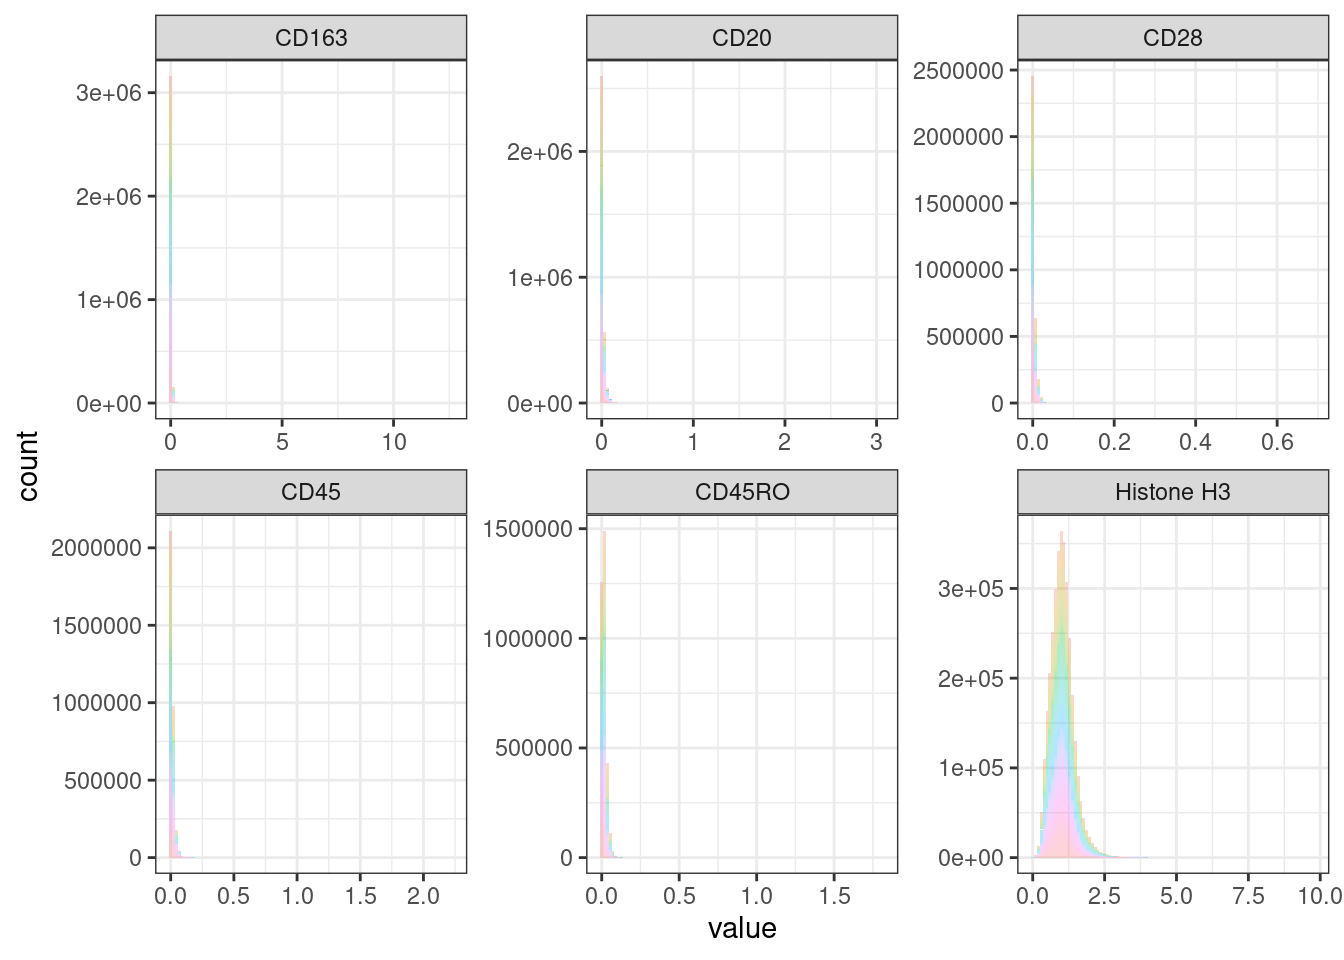 CD163 CD20 CD28
3e+06
2e+06
1e+06
0e+00
0 5 10
2e+06
1e+06
0e+00
0 1 2 3
2500000
2000000
1500000
1000000
500000
0
0.0 0.2 0.4 0.6
count
CD45 CD45RO Histone H3
2000000
1500000
1000000
500000
0
0.0 0.5 1.0 1.5 2.0
1500000
1000000
500000
0
0.0 0.5 1.0 1.5
3e+05
2e+05
1e+05
0e+00
0.0 2.5 5.0 7.5 10.0
value